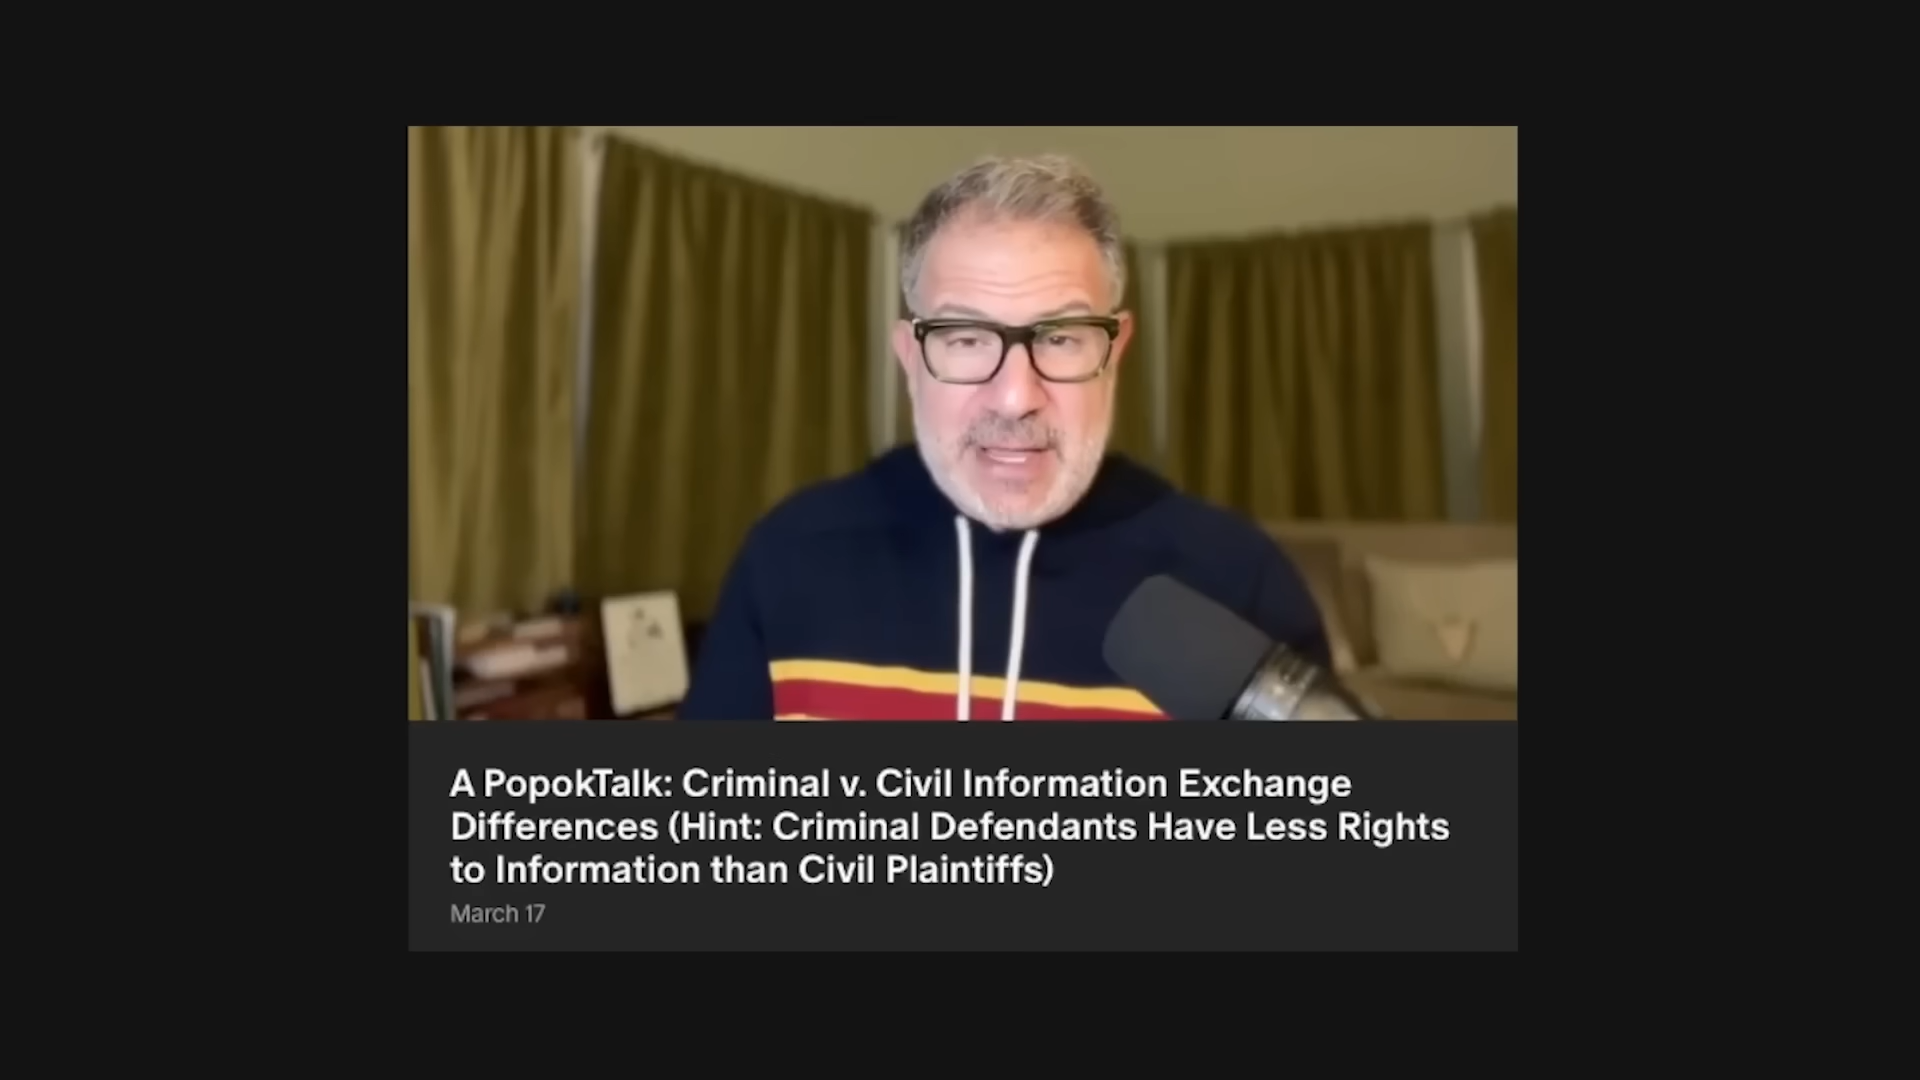 A PopokTalk: Criminal v. Civil Information Exchange
Differences (Hint: Criminal Defendants Have Less Rights
to Information than Civil Plaintiffs)
March 17